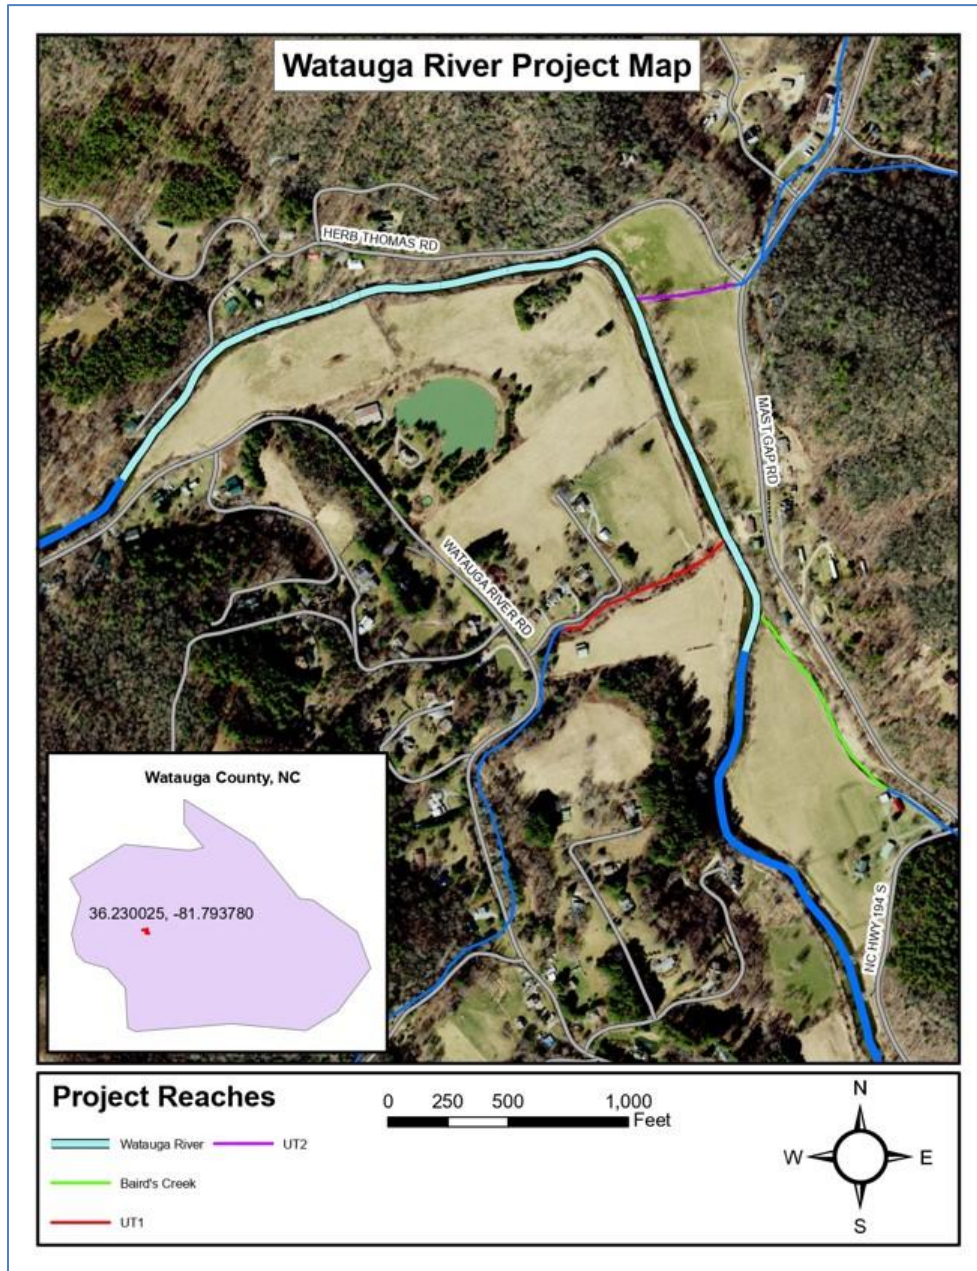 Watauga River Project Map
HERB THOMAS RD
MAST GAP RD
WATAUGA RIVER RD
NC HWY 194 S
Watauga County, NC
36.230025, -81.793780
Project Reaches
Watauga River
UT2
Baird's Creek
UT1
0 250 500 1,000
Feet
N
W E
S